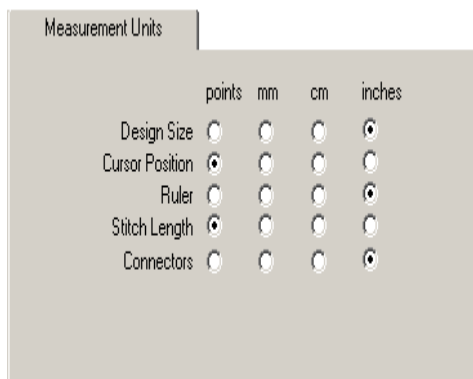 Measurement Units
points mm cm inches
Design Size
Cursor Position
Ruler
Stitch Length
Connectors